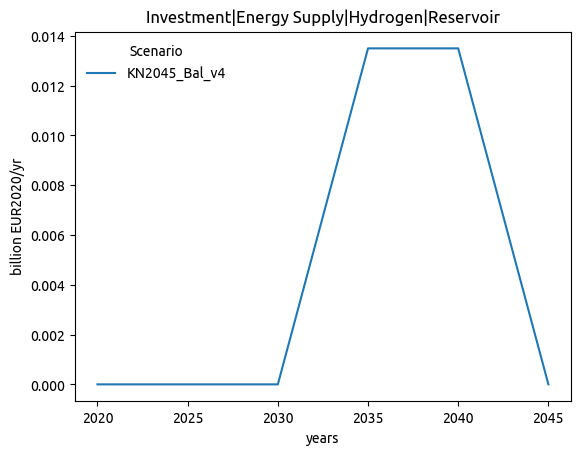 Investment|Energy Supply|Hydrogen|Reservoir
Scenario
KN2045_Bal_v4
billion EUR2020/yr
0.014
0.012
0.010
0.008
0.006
0.004
0.002
0.000
2020 2025 2030 2035 2040 2045
years